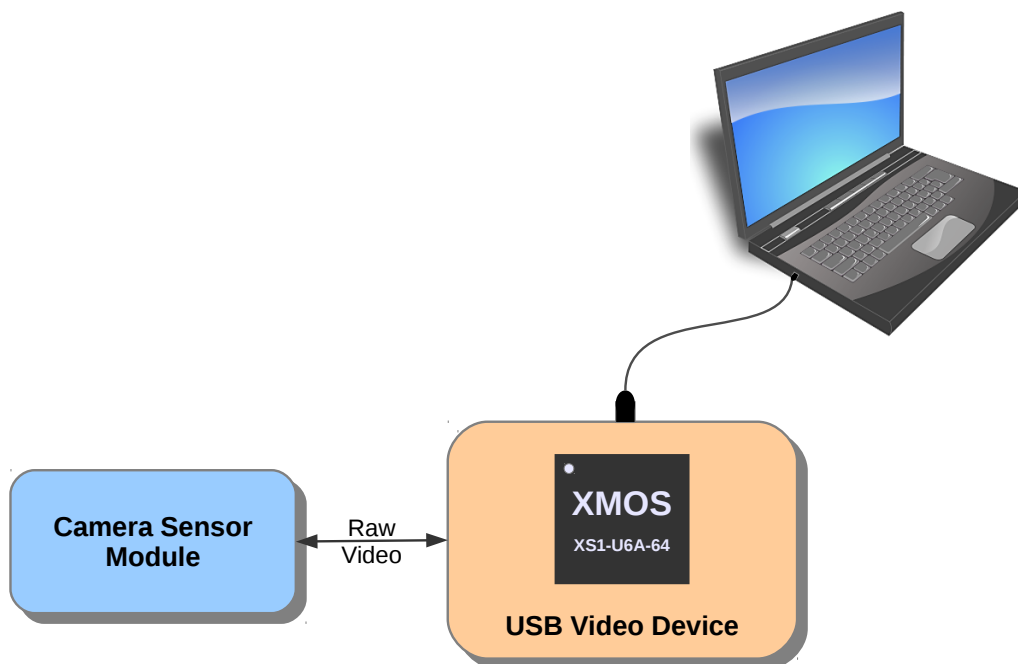 Camera Sensor
Module
Raw
Video
XMOS
XS1-U6A-64
USB Video Device